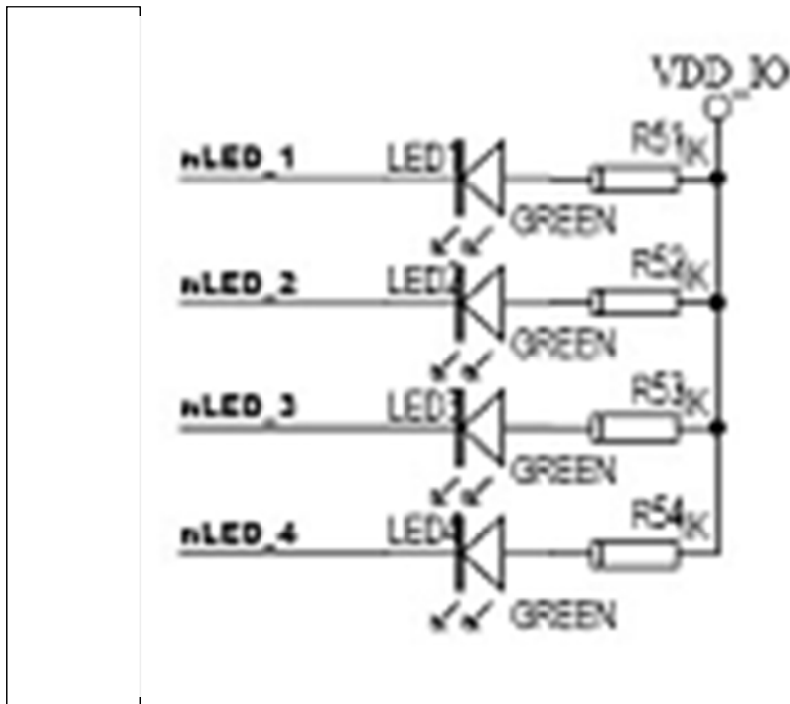 VDD_IO
nLED_1 LED1 R51 1K
GREEN
nLED_2 LED2 R52 1K
GREEN
nLED_3 LED3 R53 1K
GREEN
nLED_4 LED4 R54 1K
GREEN